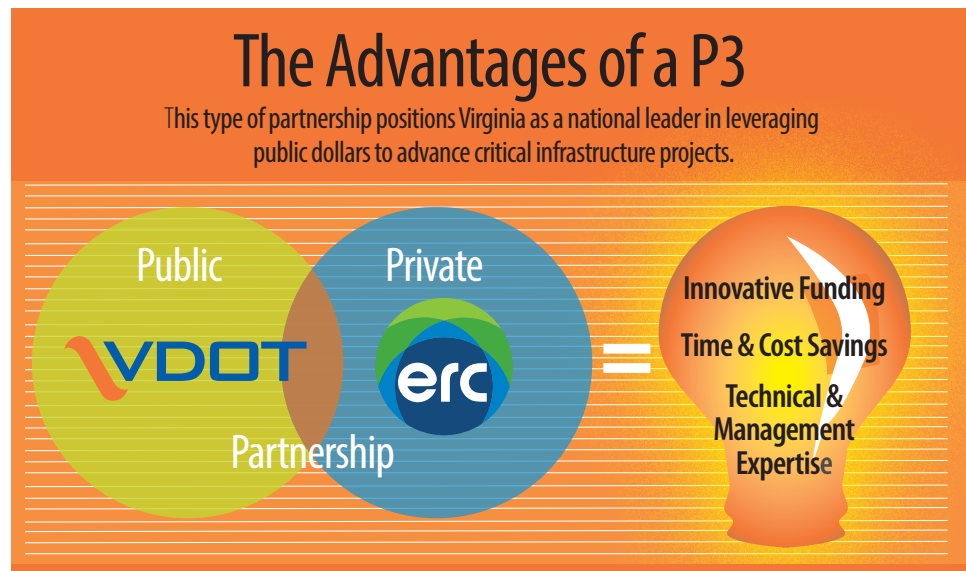 The Advantages of a P3
This type of partnership positions Virginia as a national leader in leveraging
public dollars to advance critical infrastructure projects.
Public
Private
VDOT
erc
Partnership
=
Innovative Funding
Time & Cost Savings
Technical &
Management
Expertise